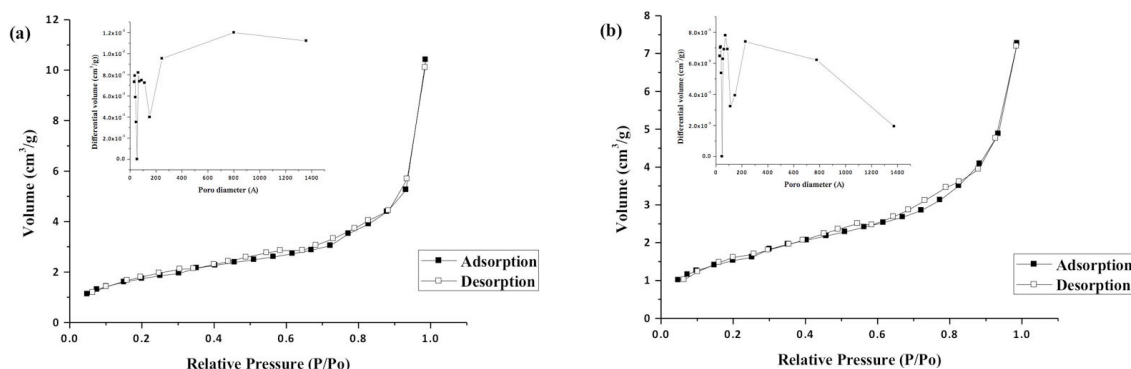 (a)
Volume (cm³/g)
12
10
8
6
4
2
0
0.0 0.2 0.4 0.6 0.8 1.0
Relative Pressure (P/Po)
Adsorption
Desorption
Differential volume (cm³/g))
0.0
0 200 400 600 800 1000 1200 1400
Poro diameter (A)
(b)
Volume (cm³/g)
8
7
6
5
4
3
2
1
0
0.0 0.2 0.4 0.6 0.8 1.0
Relative Pressure (P/Po)
Adsorption
Desorption
Differential volume (cm³/g))
0.0
0 200 400 600 800 1000 1200 1400
Poro diameter (A)